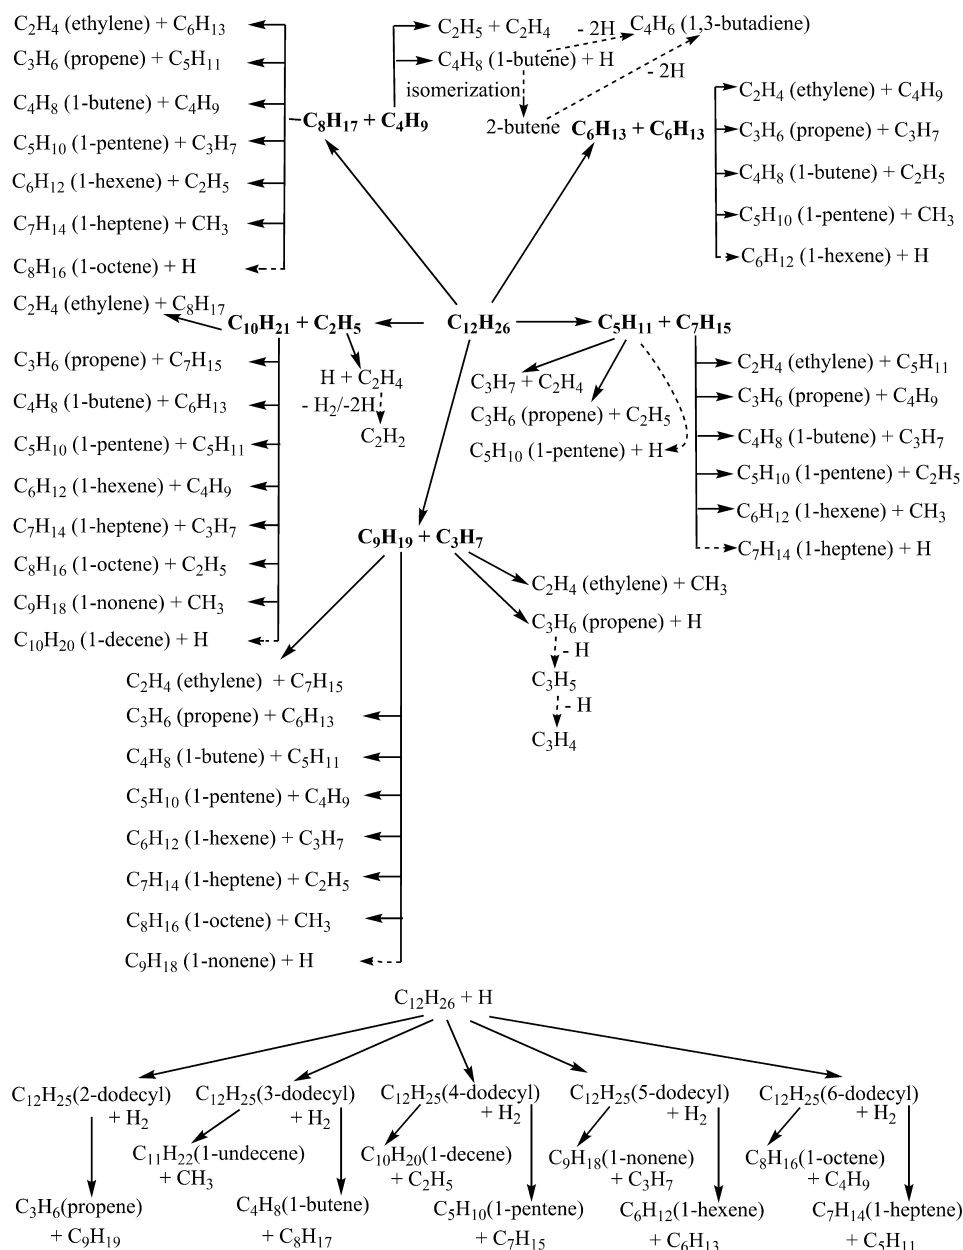 C2H4 (ethylene) + C6H13
C3H6 (propene) + C5H11
C4H8 (1-butene) + C4H9
C5H10 (1-pentene) + C3H7
C6H12 (1-hexene) + C2H5
C7H14 (1-heptene) + CH3
C8H16 (1-octene) + H
C8H17 + C4H9
C2H5 + C2H4
C4H8 (1-butene) + H
- 2H
C4H6 (1,3-butadiene)
- 2H
isomerization
2-butene
C6H13 + C6H13
C2H4 (ethylene) + C4H9
C3H6 (propene) + C3H7
C4H8 (1-butene) + C2H5
C5H10 (1-pentene) + CH3
C6H12 (1-hexene) + H
C2H4 (ethylene) + C8H17
C10H21 + C2H5
C12H26
C5H11 + C7H15
C3H6 (propene) + C7H15
C4H8 (1-butene) + C6H13
C5H10 (1-pentene) + C5H11
C6H12 (1-hexene) + C4H9
C7H14 (1-heptene) + C3H7
C8H16 (1-octene) + C2H5
C9H18 (1-nonene) + CH3
C10H20 (1-decene) + H
H + C2H4
- H2/-2H
C2H2
C3H7 + C2H4
C3H6 (propene) + C2H5
C5H10 (1-pentene) + H
C2H4 (ethylene) + C5H11
C3H6 (propene) + C4H9
C4H8 (1-butene) + C3H7
C5H10 (1-pentene) + C2H5
C6H12 (1-hexene) + CH3
C7H14 (1-heptene) + H
C9H19 + C3H7
C2H4 (ethylene) + CH3
C3H6 (propene) + H
- H
C3H5
- H
C3H4
C2H4 (ethylene) + C7H15
C3H6 (propene) + C6H13
C4H8 (1-butene) + C5H11
C5H10 (1-pentene) + C4H9
C6H12 (1-hexene) + C3H7
C7H14 (1-heptene) + C2H5
C8H16 (1-octene) + CH3
C9H18 (1-nonene) + H
C12H26 + H
C12H25(2-dodecyl)
+ H2
C12H25(3-dodecyl)
+ H2
C12H25(4-dodecyl)
+ H2
C12H25(5-dodecyl)
+ H2
C12H25(6-dodecyl)
+ H2
C11H22(1-undecene)
+ CH3
C10H20(1-decene)
+ C2H5
C9H18(1-nonene)
+ C3H7
C8H16(1-octene)
+ C4H9
C3H6(propene)
+ C9H19
C4H8(1-butene)
+ C8H17
C5H10(1-pentene)
+ C7H15
C6H12(1-hexene)
+ C6H13
C7H14(1-heptene)
+ C5H11